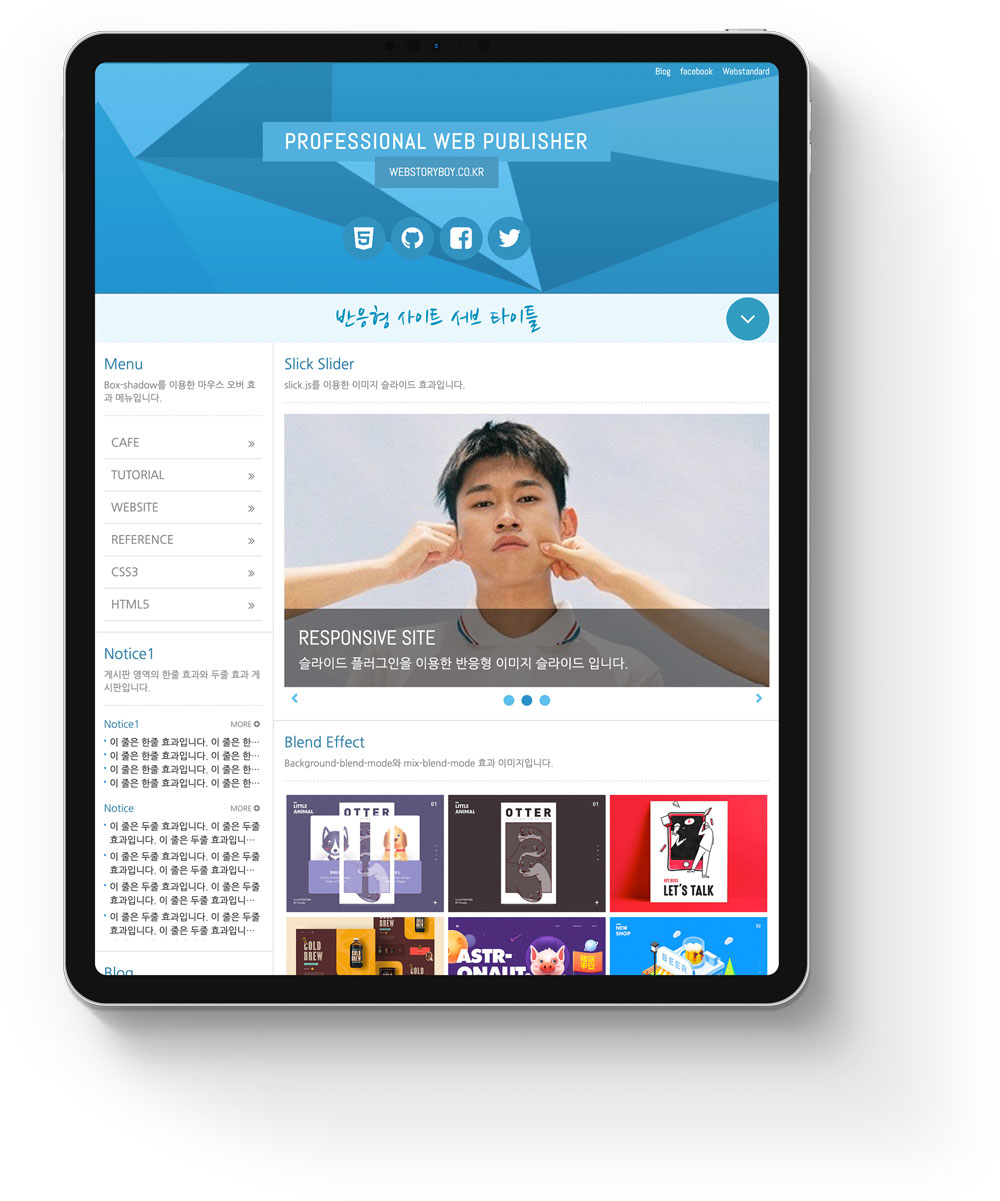 Blog facebook Webstandard
PROFESSIONAL WEB PUBLISHER
WEBSTORYBOY.CO.KR
반응형 사이트 서브 타이틀
Menu
Box-shadow를 이용한 마우스 오버 효
과 메뉴입니다.
CAFE
TUTORIAL
WEBSITE
REFERENCE
CSS3
HTML5
Notice1
게시판 영역의 한줄 효과와 두줄 효과 게
시판입니다.
Notice1 MORE
이 줄은 한줄 효과입니다. 이 줄은 한…
이 줄은 한줄 효과입니다. 이 줄은 한…
이 줄은 한줄 효과입니다. 이 줄은 한…
이 줄은 한줄 효과입니다. 이 줄은 한…
Notice MORE
이 줄은 두줄 효과입니다. 이 줄은 두줄
효과입니다. 이 줄은 두줄 효과입니…
이 줄은 두줄 효과입니다. 이 줄은 두줄
효과입니다. 이 줄은 두줄 효과입니…
이 줄은 두줄 효과입니다. 이 줄은 두줄
효과입니다. 이 줄은 두줄 효과입니…
이 줄은 두줄 효과입니다. 이 줄은 두줄
효과입니다. 이 줄은 두줄 효과입니…
Blog
Slick Slider
slick.js를 이용한 이미지 슬라이드 효과입니다.
RESPONSIVE SITE
슬라이드 플러그인을 이용한 반응형 이미지 슬라이드 입니다.
Blend Effect
Background-blend-mode와 mix-blend-mode 효과 이미지입니다.
LITTLE
ANIMAL
01
OTTER
LITTLE
ANIMAL
01
OTTER
LET'S TALK
COLD
BREW
COLD
BREW
ASTR-
ONAUT
NEW
SHOP
02
BEER